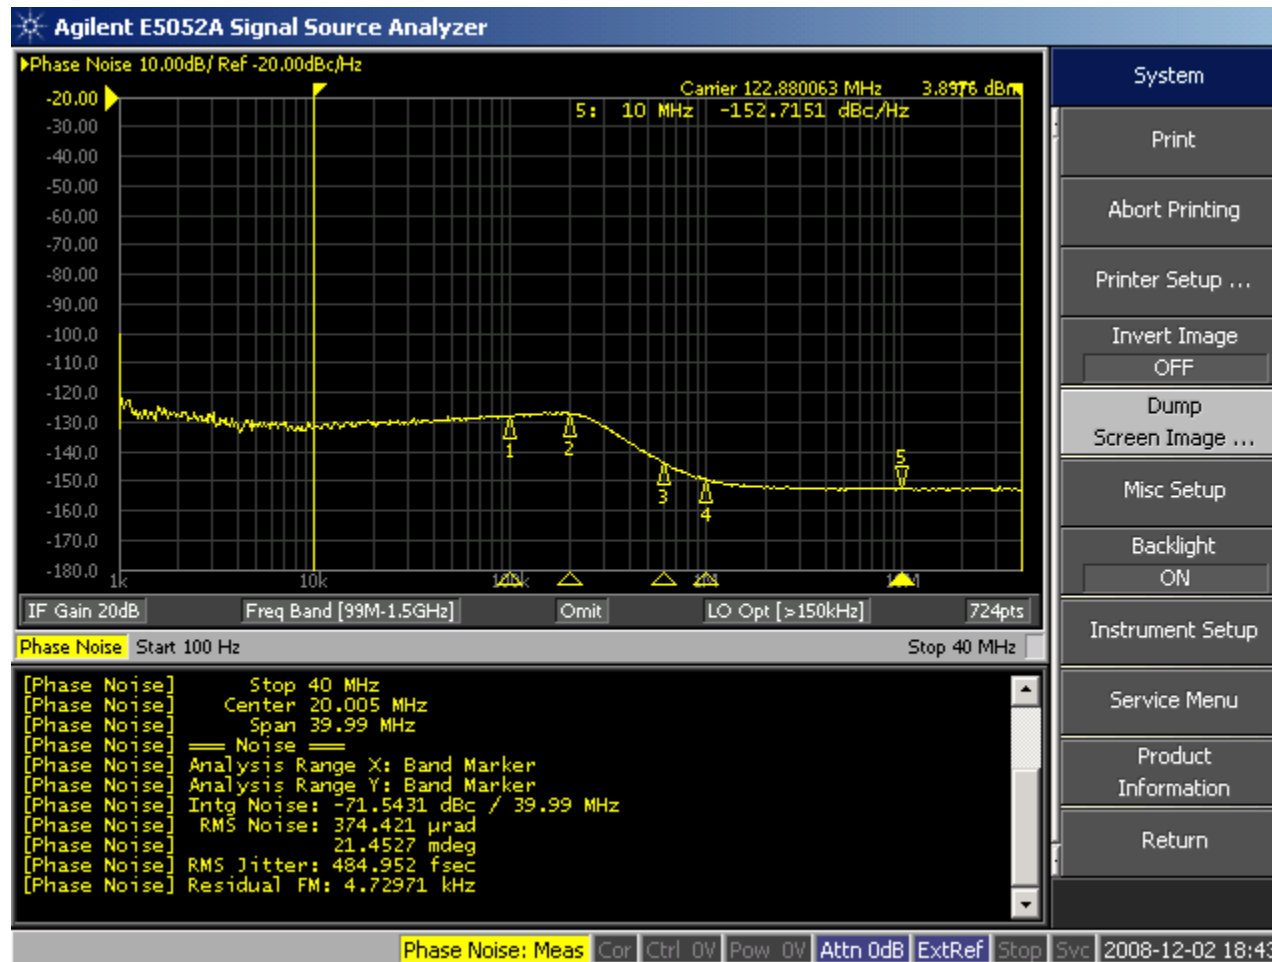 Agilent E5052A Signal Source Analyzer
Phase Noise 10.00dB/ Ref -20.00dBc/Hz
Carrier 122.880063 MHz 3.8976 dBm
5: 10 MHz -152.7151 dBc/Hz
-20.00
-30.00
-40.00
-50.00
-60.00
-70.00
-80.00
-90.00
-100.0
-110.0
-120.0
-130.0
-140.0
-150.0
-160.0
-170.0
-180.0
1
2
3
4
5
1k 10k 100k
IF Gain 20dB Freq Band [99M-1.5GHz] Omit LO Opt [>150kHz] 724pts
Phase Noise Start 100 Hz Stop 40 MHz
[Phase Noise] Stop 40 MHz
[Phase Noise] Center 20.005 MHz
[Phase Noise] Span 39.99 MHz
[Phase Noise] === Noise ===
[Phase Noise] Analysis Range X: Band Marker
[Phase Noise] Analysis Range Y: Band Marker
[Phase Noise] Intg Noise: -71.5431 dBc / 39.99 MHz
[Phase Noise] RMS Noise: 374.421 µrad
[Phase Noise] 21.4527 mdeg
[Phase Noise] RMS Jitter: 484.952 fsec
[Phase Noise] Residual FM: 4.72971 kHz
System
Print
Abort Printing
Printer Setup ...
Invert Image
OFF
Dump
Screen Image ...
Misc Setup
Backlight
ON
Instrument Setup
Service Menu
Product
Information
Return
Phase Noise: Meas Cor Ctrl 0V Pow 0V Attn 0dB ExtRef Stop Svc 2008-12-02 18:43